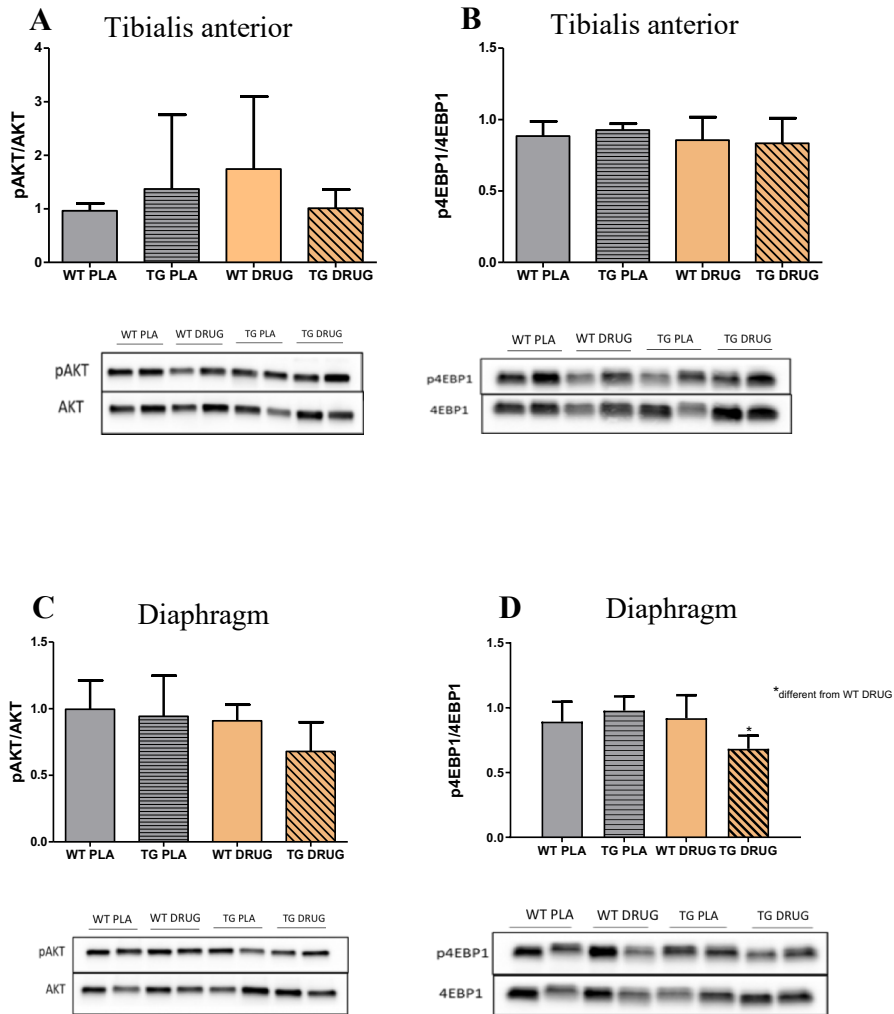 A Tibialis anterior
pAKT/AKT
4
3
2
1
0
WT PLA TG PLA WT DRUG TG DRUG
WT PLA WT DRUG TG PLA TG DRUG
pAKT
AKT
B Tibialis anterior
p4EBP1/4EBP1
1.5
1.0
0.5
0.0
WT PLA TG PLA WT DRUG TG DRUG
WT PLA WT DRUG TG PLA TG DRUG
p4EBP1
4EBP1
C Diaphragm
pAKT/AKT
1.5
1.0
0.5
0.0
WT PLA TG PLA WT DRUG TG DRUG
WT PLA WT DRUG TG PLA TG DRUG
pAKT
AKT
D Diaphragm
p4EBP1/4EBP1
1.5
1.0
0.5
0.0
*
*different from WT DRUG
WT PLA TG PLA WT DRUG TG DRUG
WT PLA WT DRUG TG PLA TG DRUG
p4EBP1
4EBP1